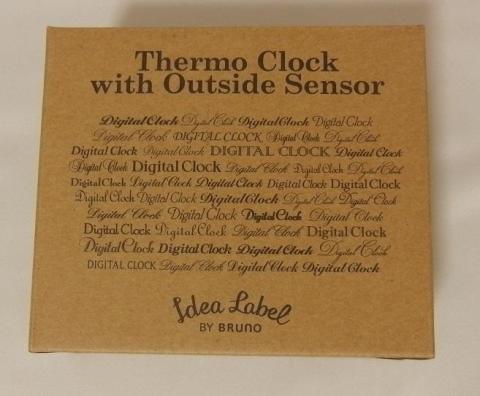 Thermo Clock
with Outside Sensor
Digital Clock Digital Clock Digital Clock Digital Clock
Digital Clock DIGITAL CLOCK Digital Clock Digital Clock
Digital Clock Digital Clock DIGITAL CLOCK Digital Clock
Digital Clock Digital Clock Digital Clock Digital Clock Digital Clock
Digital Clock Digital Clock Digital Clock Digital Clock Digital Clock
Digital Clock Digital Clock Digital Clock Digital Clock Digital Clock
Digital Clock Digital Clock Digital Clock Digital Clock
Digital Clock Digital Clock Digital Clock Digital Clock
Digital Clock Digital Clock Digital Clock Digital Clock
DIGITAL CLOCK Digital Clock Digital Clock Digital Clock
Idea Label
BY BRUNO